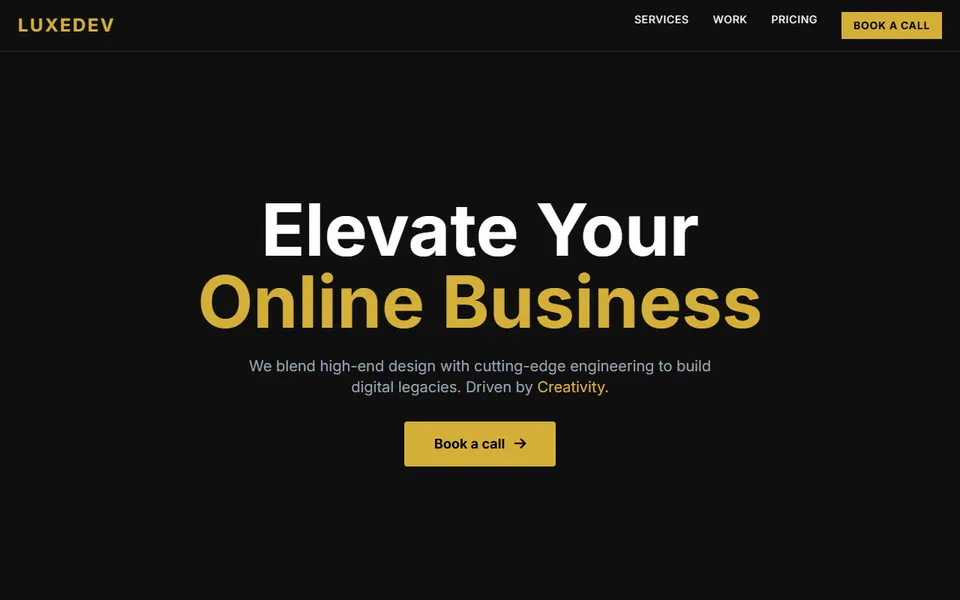 LUXEDEV
SERVICES
WORK
PRICING
BOOK A CALL
Elevate Your
Online Business
We blend high-end design with cutting-edge engineering to build
digital legacies. Driven by Creativity.
Book a call →